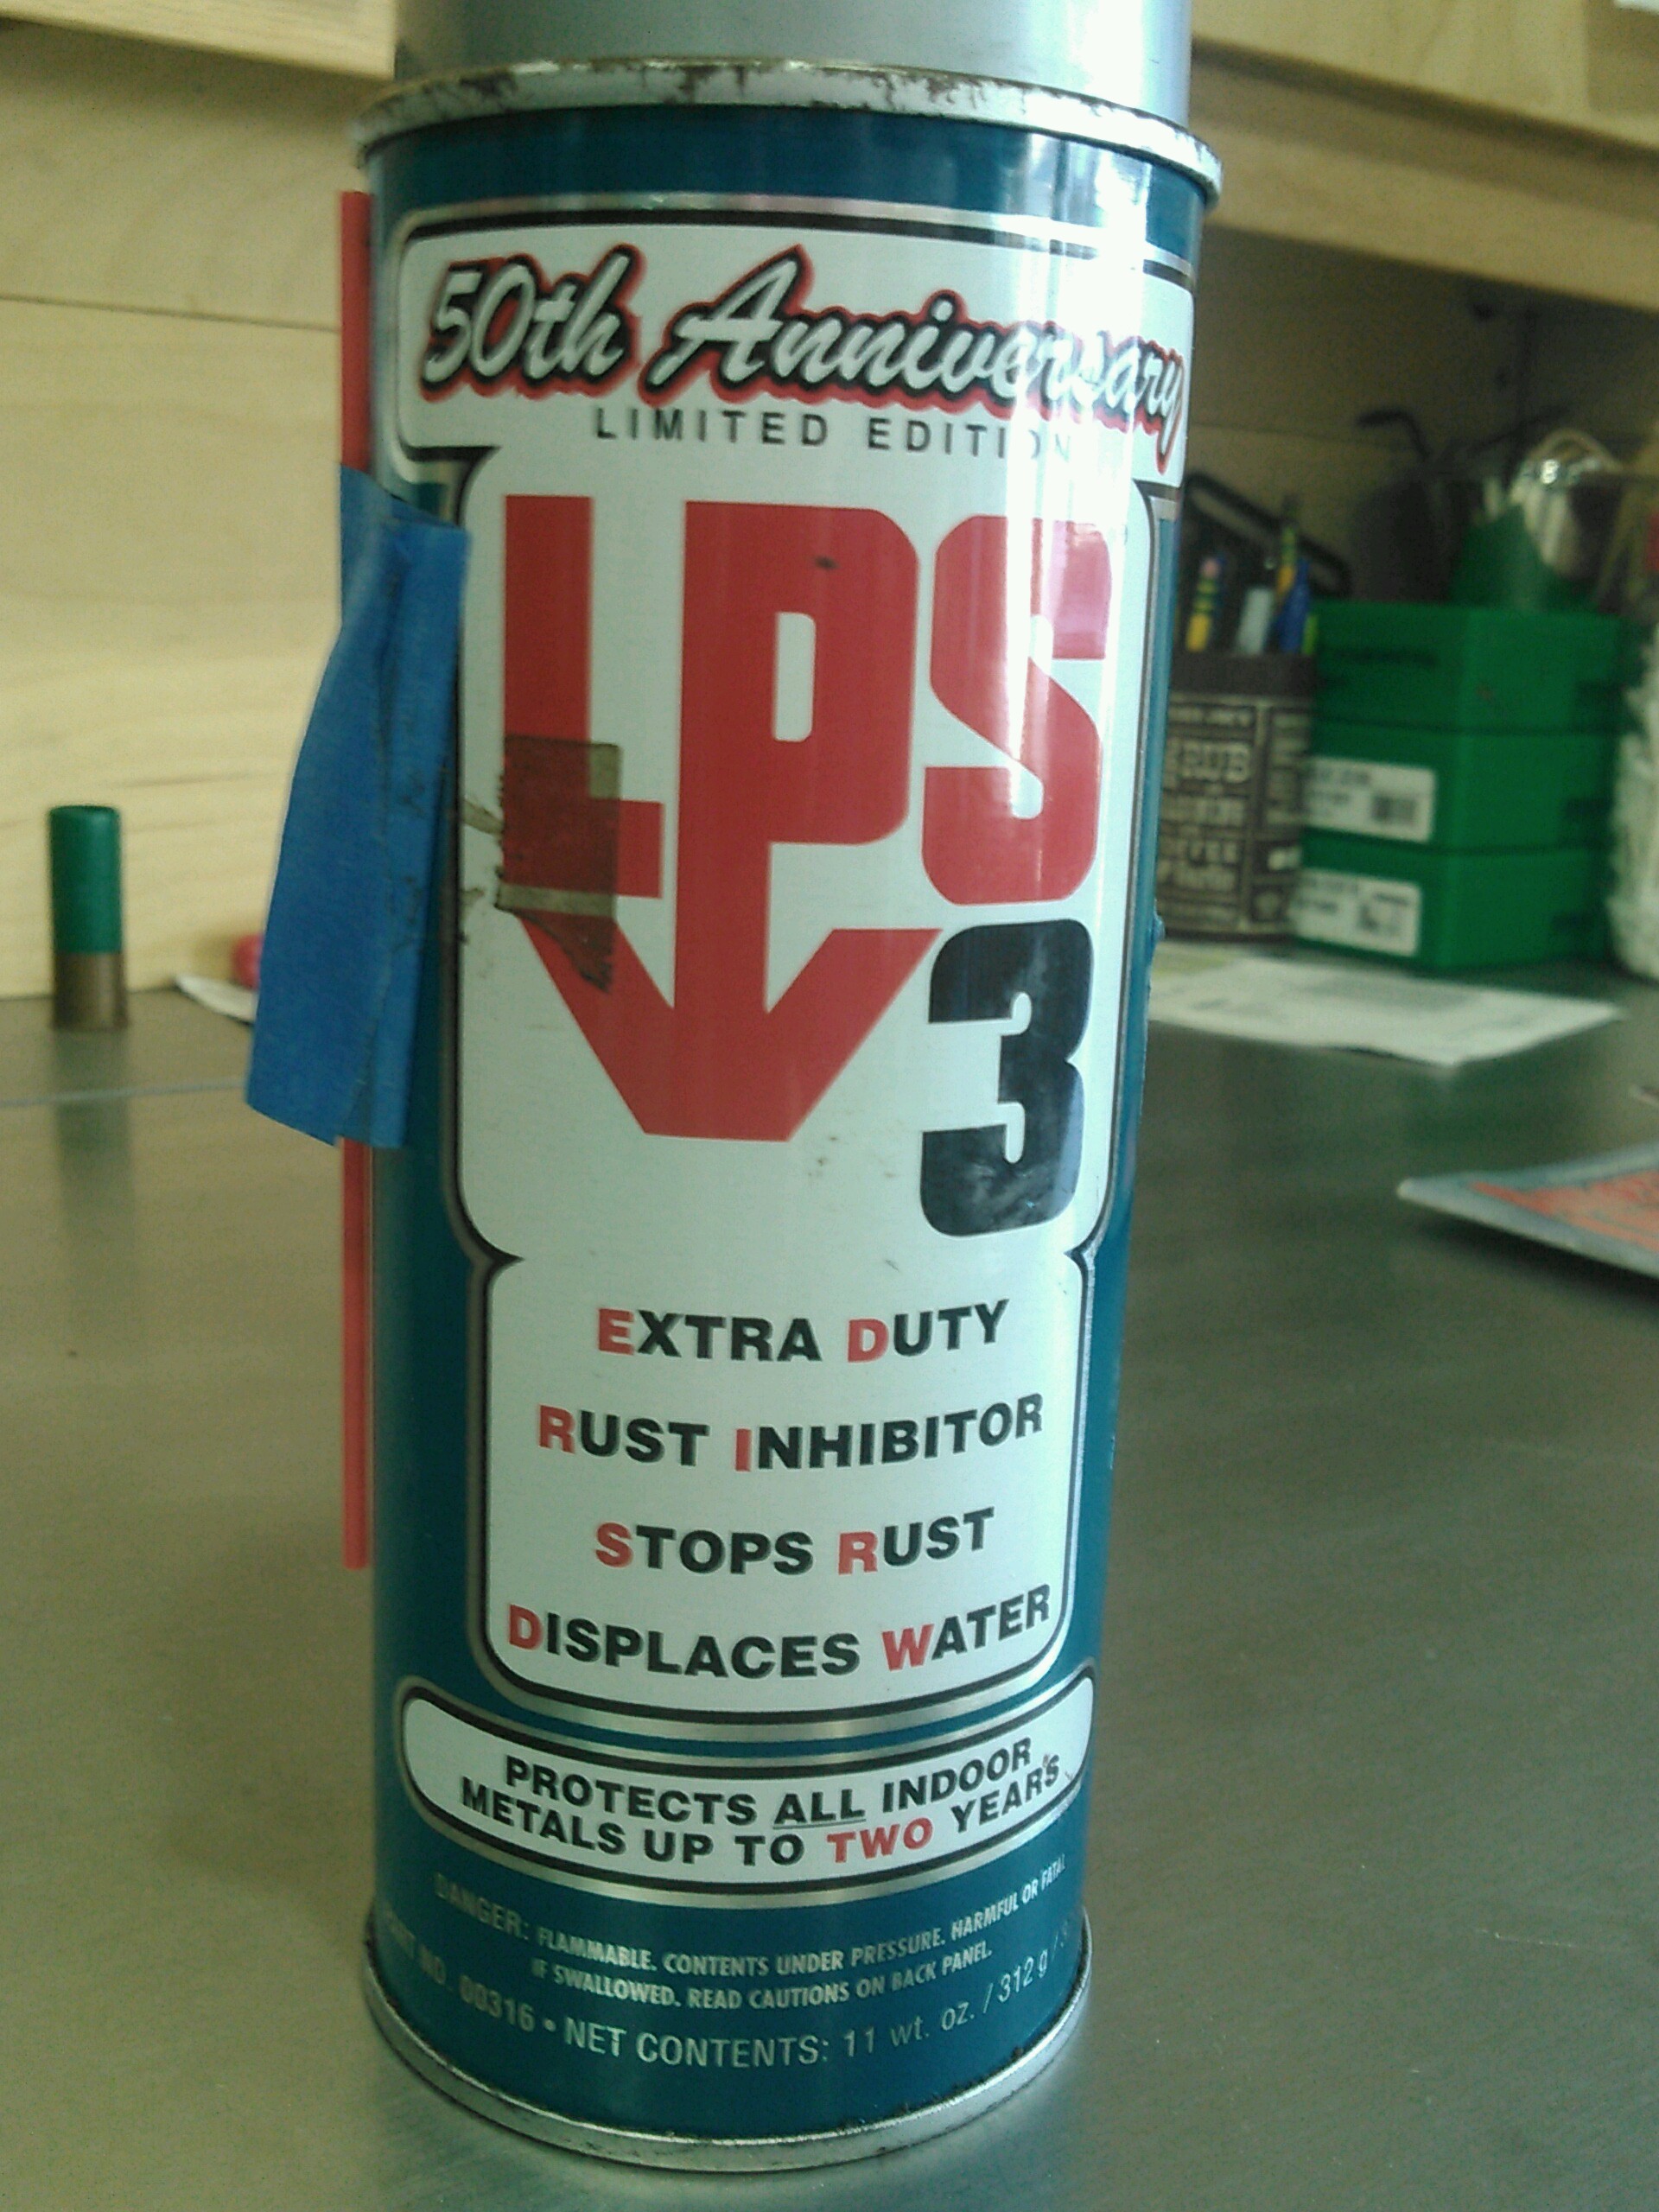 50th Anniversary
LIMITED EDITION
LPS
3
EXTRA DUTY
RUST INHIBITOR
STOPS RUST
DISPLACES WATER
PROTECTS ALL INDOOR
METALS UP TO TWO YEARS
DANGER: FLAMMABLE. CONTENTS UNDER PRESSURE. HARMFUL OR FATAL
IF SWALLOWED. READ CAUTIONS ON BACK PANEL.
NO. 00316 • NET CONTENTS: 11 wt. oz. / 312 g /